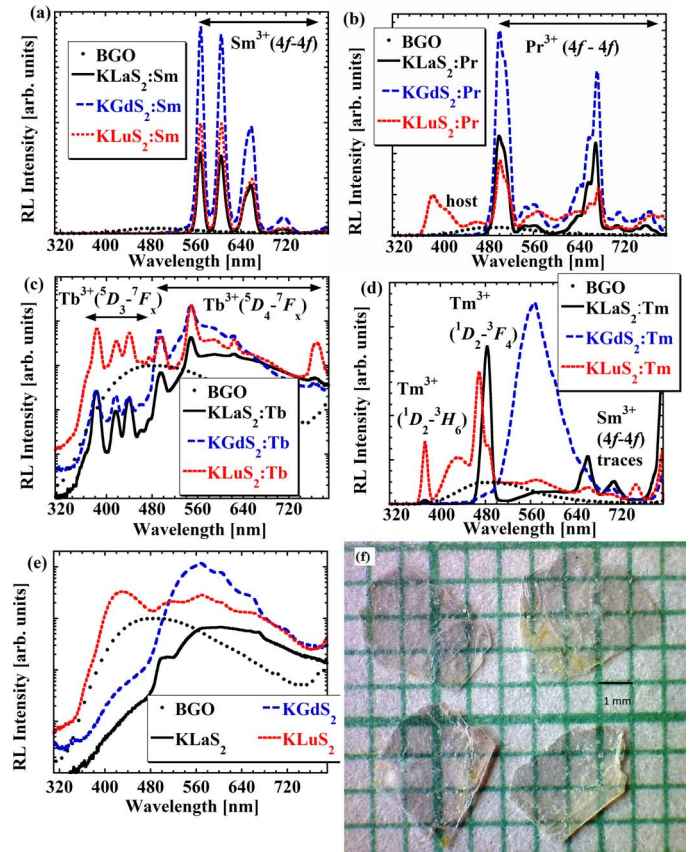 (a)
Sm³⁺(4f-4f)
BGO
KLaS₂:Sm
KGdS₂:Sm
KLuS₂:Sm
RL Intensity [arb. units]
320 400 480 560 640 720
Wavelength [nm]
(b)
Pr³⁺ (4f - 4f)
BGO
KLaS₂:Pr
KGdS₂:Pr
KLuS₂:Pr
host
RL Intensity [arb. units]
320 400 480 560 640 720
Wavelength [nm]
(c)
Tb³⁺(⁵D₃-⁷Fₓ)
Tb³⁺(⁵D₄-⁷Fₓ)
BGO
KLaS₂:Tb
KGdS₂:Tb
KLuS₂:Tb
RL Intensity [arb. units]
320 400 480 560 640 720
Wavelength [nm]
(d)
Tm³⁺
(¹D₂-³F₄)
BGO
KLaS₂:Tm
KGdS₂:Tm
KLuS₂:Tm
Tm³⁺
(¹D₂-³H₆)
Sm³⁺
(4f-4f)
traces
RL Intensity [arb. units]
320 400 480 560 640 720
Wavelength [nm]
(e)
BGO
KGdS₂
KLaS₂
KLuS₂
RL Intensity [arb. units]
320 400 480 560 640 720
Wavelength [nm]
(f)
1 mm